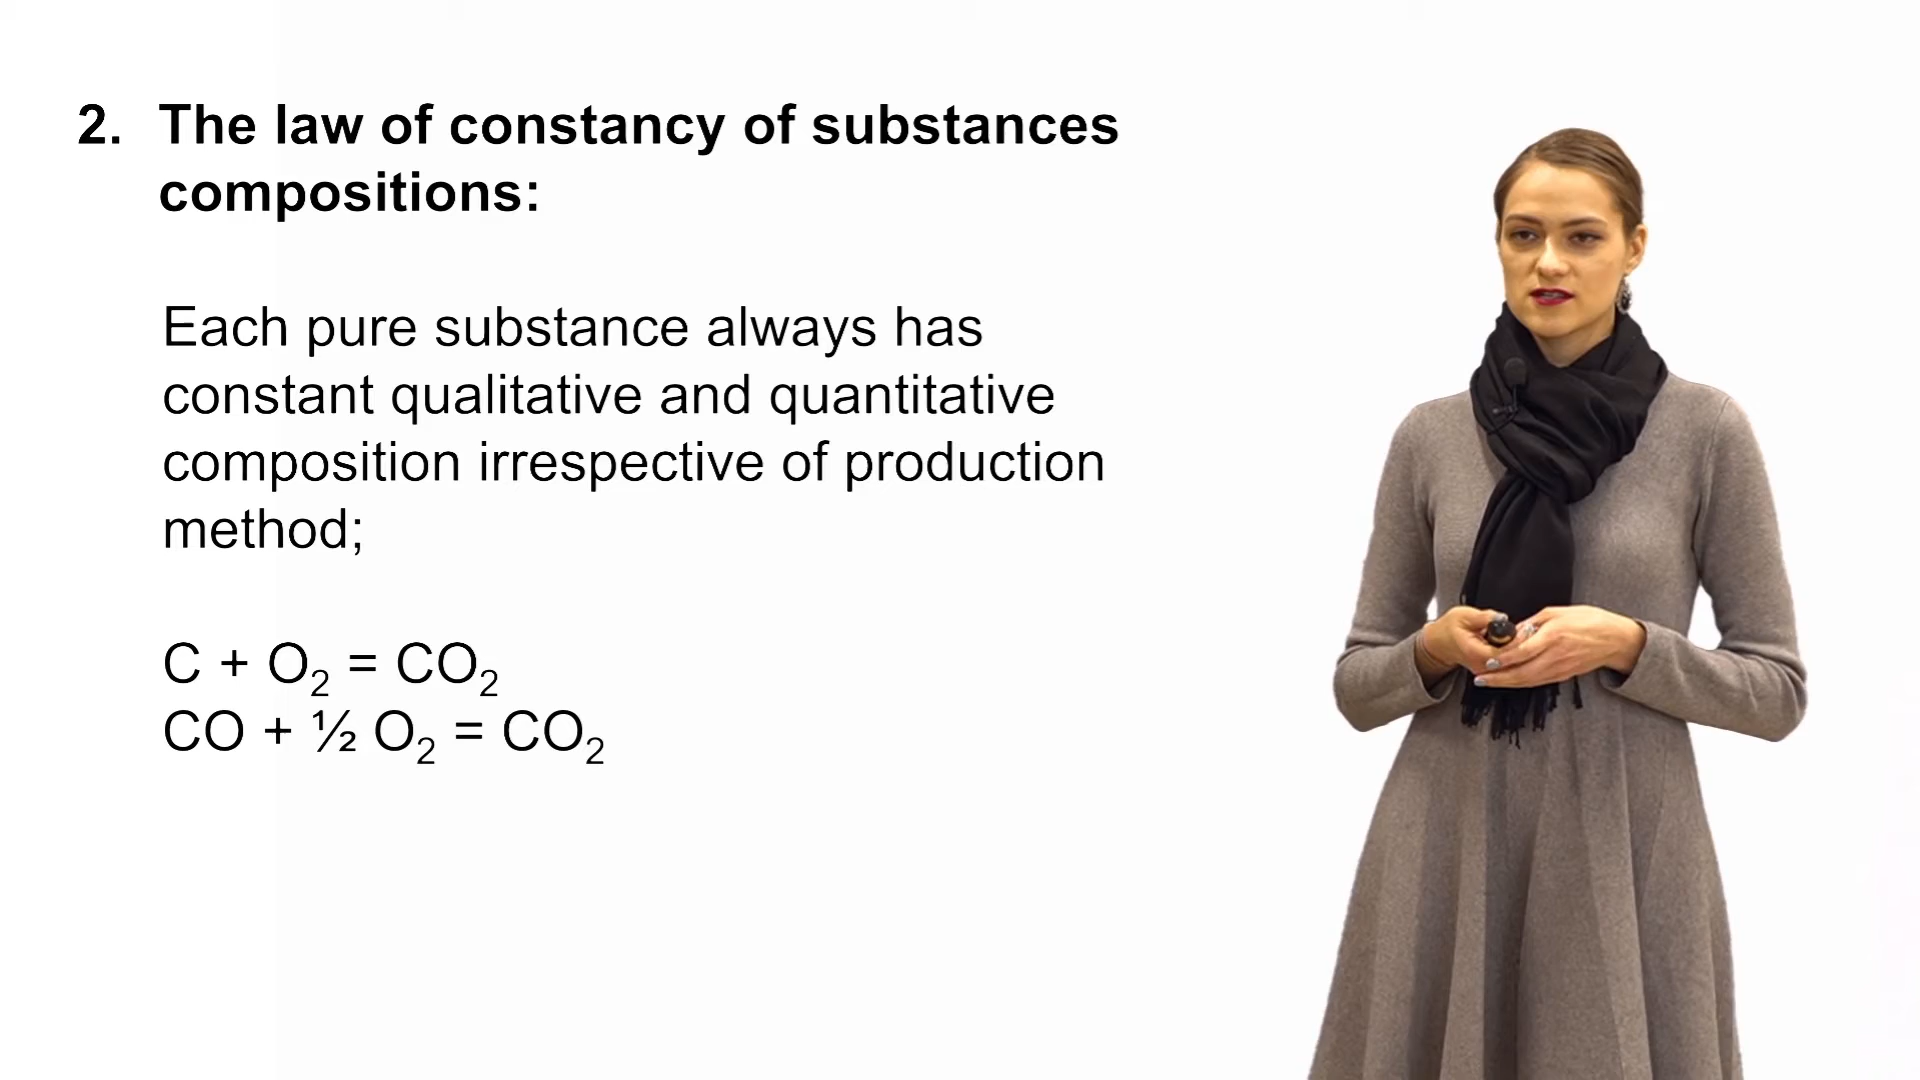 2. The law of constancy of substances
compositions:
Each pure substance always has
constant qualitative and quantitative
composition irrespective of production
method;
C + O₂ = CO₂
CO + ½ O₂ = CO₂